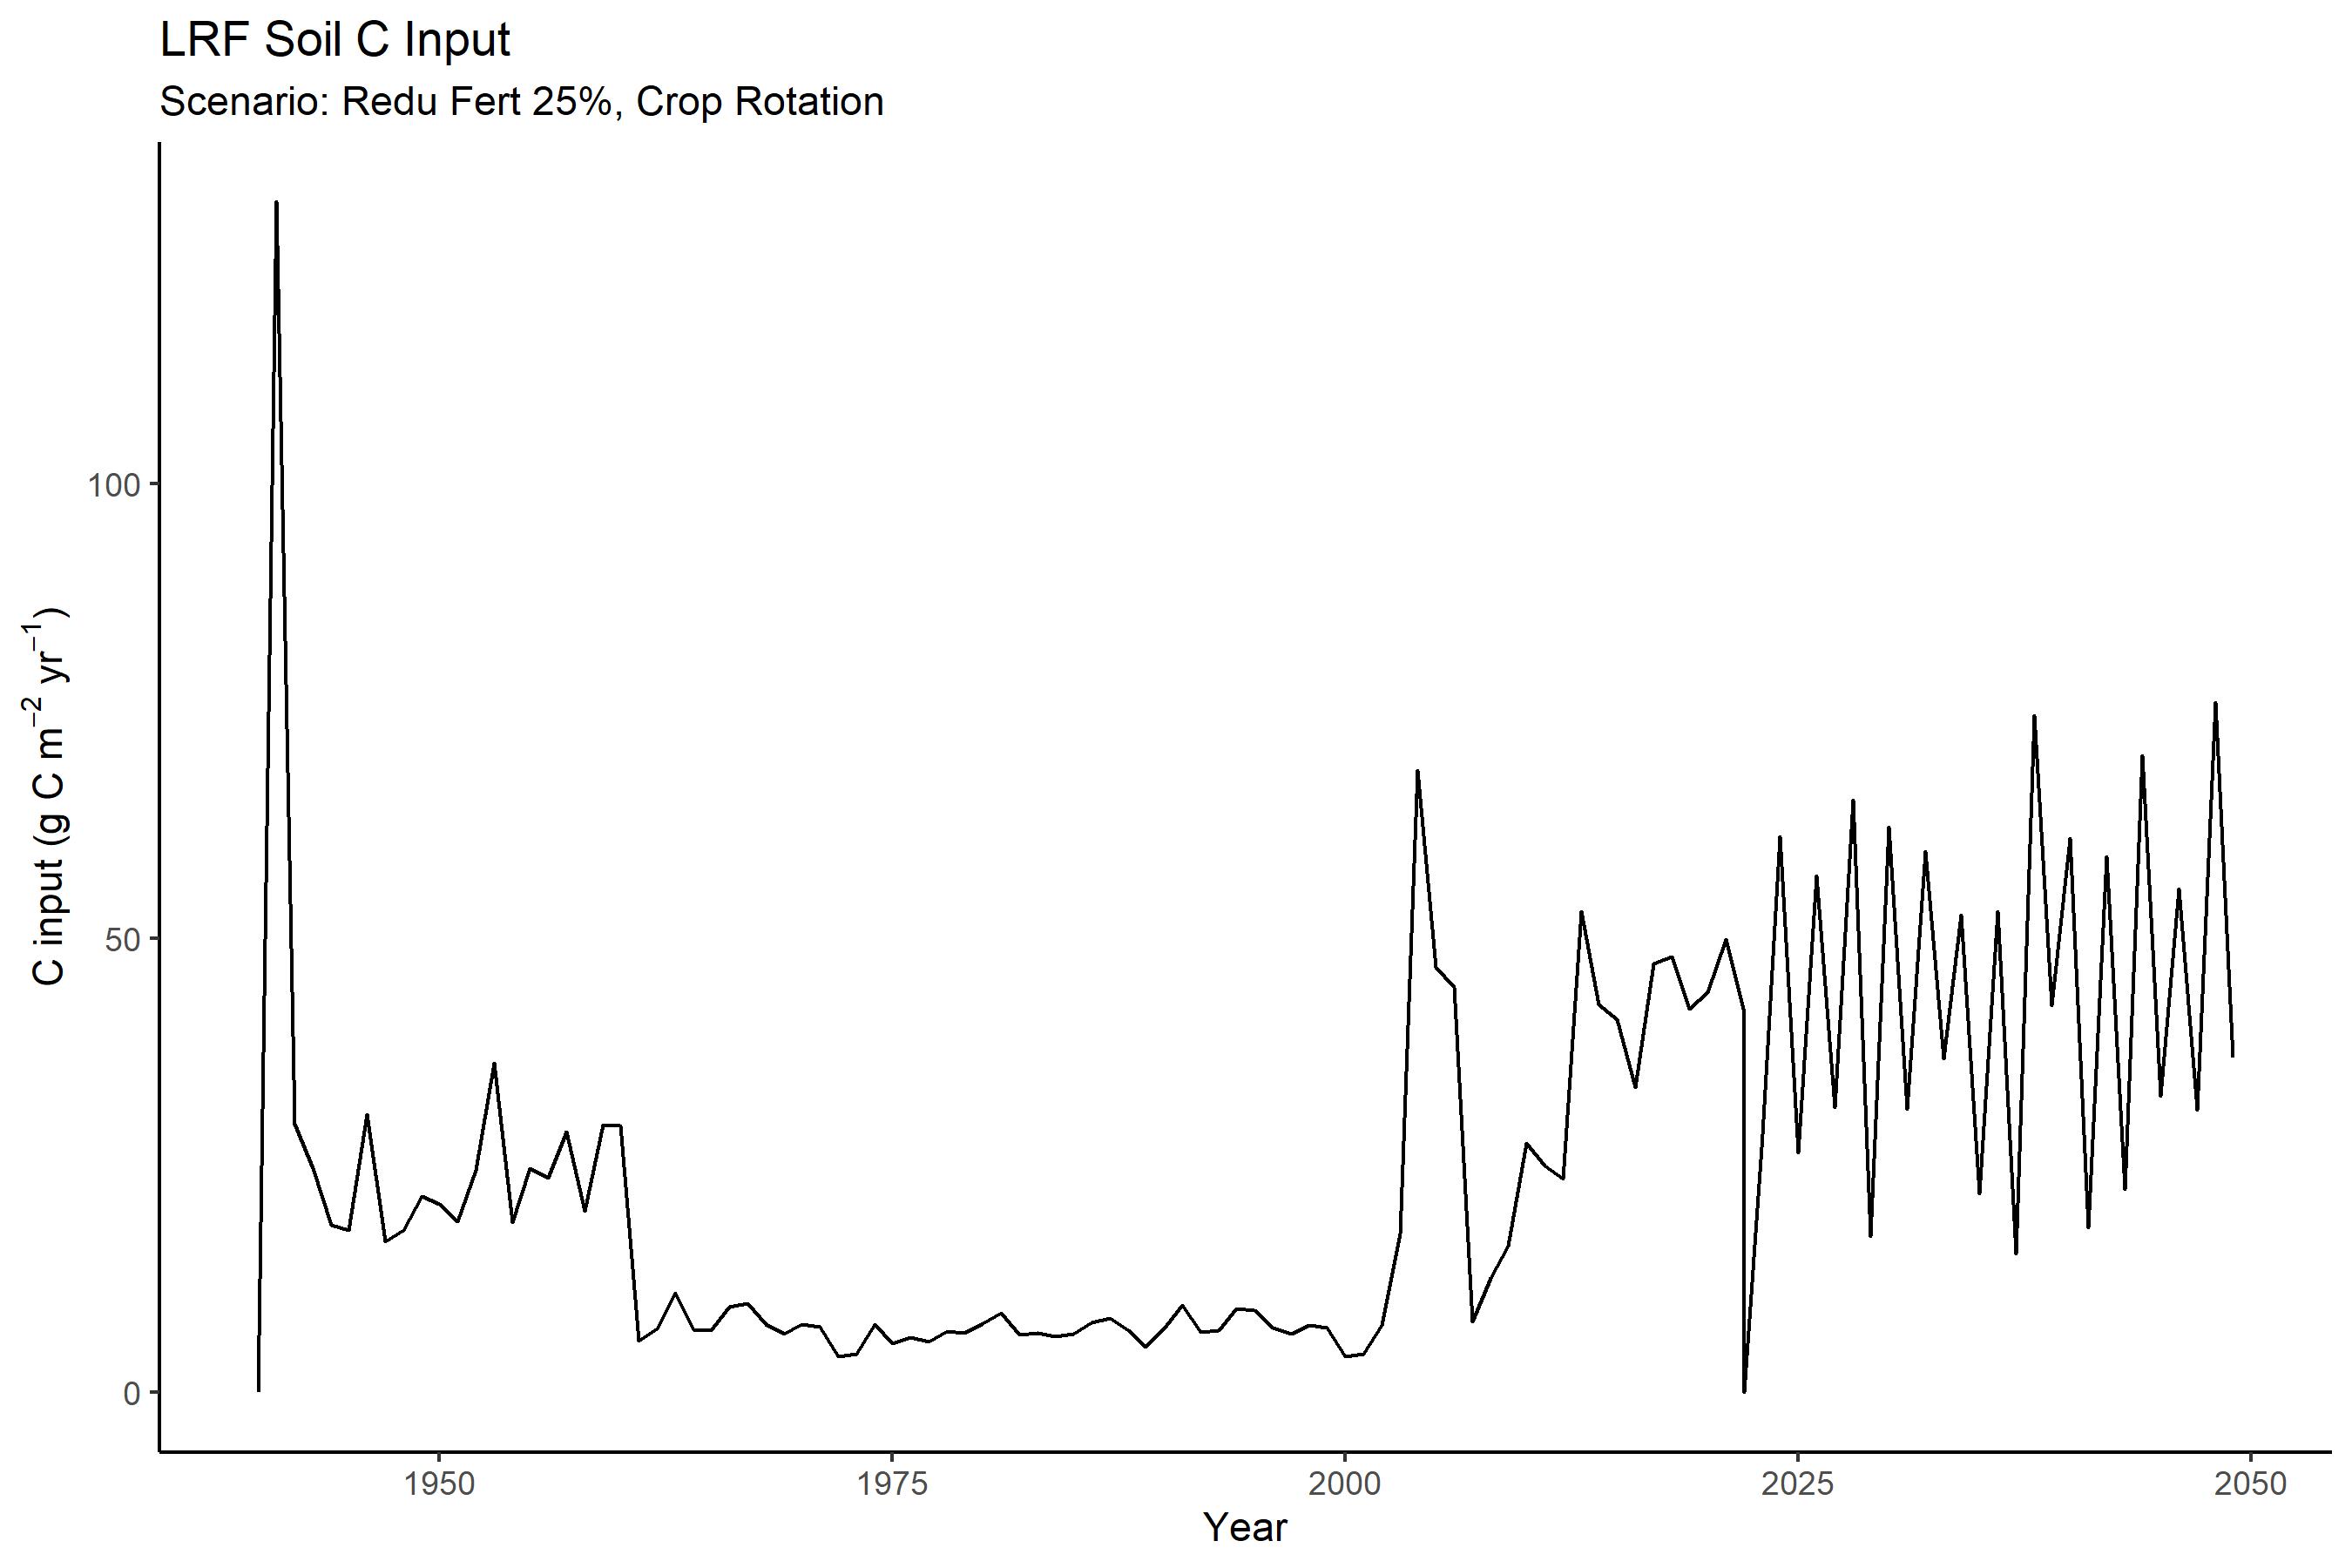 LRF Soil C Input
Scenario: Redu Fert 25%, Crop Rotation
C input (g C m⁻² yr⁻¹)
100
50
0
1950
1975
2000
2025
2050
Year